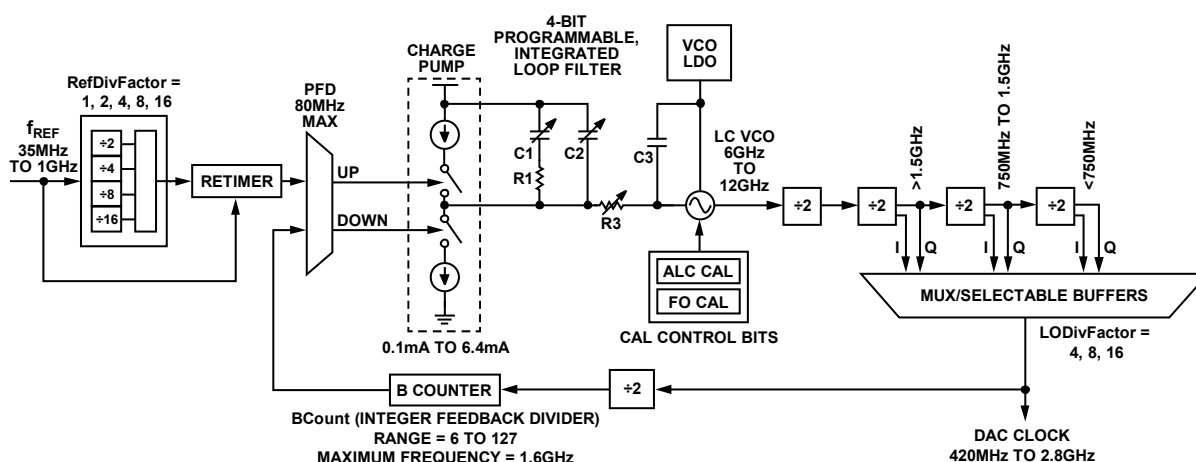 4-BIT
PROGRAMMABLE,
INTEGRATED
LOOP FILTER
VCO
LDO
CHARGE
PUMP
RefDivFactor =
1, 2, 4, 8, 16
PFD
80MHz
MAX
fREF
35MHz
TO 1GHz
÷2
÷4
÷8
÷16
RETIMER
UP
DOWN
C1
R1
C2
R3
C3
LC VCO
6GHz
TO
12GHz
÷2
÷2
>1.5GHz
÷2
750MHz TO 1.5GHz
÷2
<750MHz
I
Q
I
Q
I
Q
MUX/SELECTABLE BUFFERS
ALC CAL
FO CAL
CAL CONTROL BITS
LODivFactor =
4, 8, 16
0.1mA TO 6.4mA
B COUNTER
÷2
BCount (INTEGER FEEDBACK DIVIDER)
RANGE = 6 TO 127
MAXIMUM FREQUENCY = 1.6GHz
DAC CLOCK
420MHz TO 2.8GHz